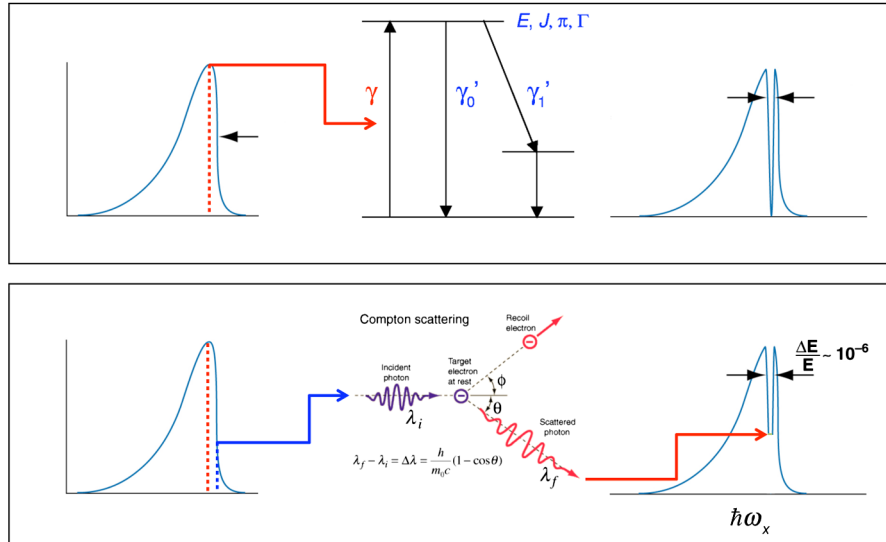 E, J, π, Γ
γ
γ₀’
γ₁’
Compton scattering
Recoil
electron
Incident
photon
Target
electron
at rest
ϕ
θ
λᵢ
Scattered
photon
λf – λᵢ = Δλ = h/m₀c (1 – cosθ)
λf
ΔE/E ~ 10⁻⁶
ℏωₓ